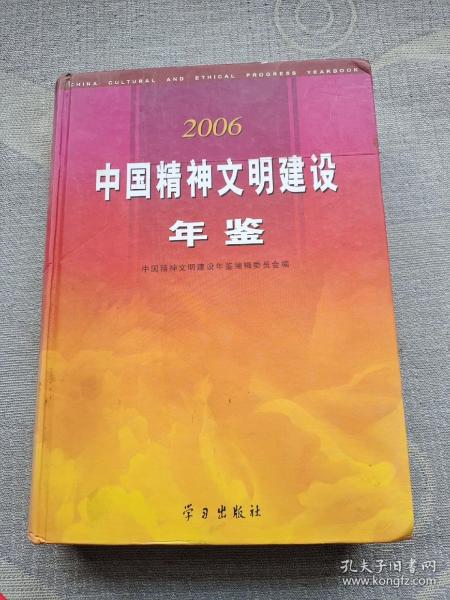 CHINA CULTURAL AND ETHICAL PROGRESS YEARBOOK
2006
中国精神文明建设
年鉴
中国精神文明建设年鉴编辑委员会编
学习出版社
孔夫子旧书网
www.kongfz.com